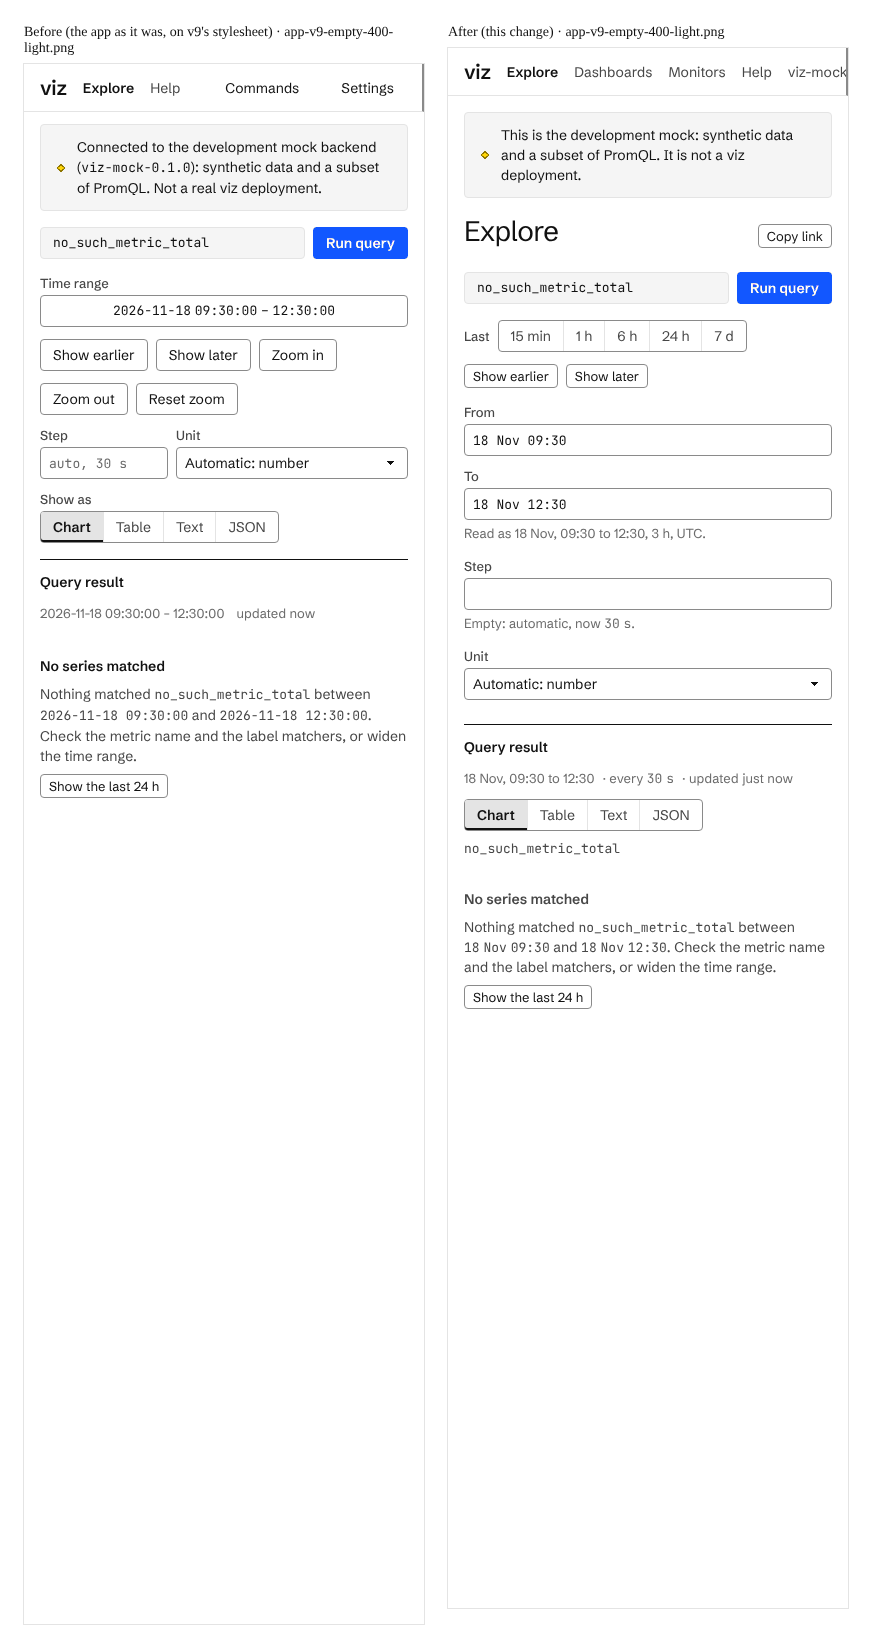 Before (the app as it was, on v9's stylesheet) · app-v9-empty-400-
light.png
viz Explore Help Commands Settings
Connected to the development mock backend
(viz-mock-0.1.0): synthetic data and a subset
of PromQL. Not a real viz deployment.
no_such_metric_total Run query
Time range
2026-11-18 09:30:00 – 12:30:00
Show earlier Show later Zoom in
Zoom out Reset zoom
Step Unit
auto, 30 s Automatic: number
Show as
Chart Table Text JSON
Query result
2026-11-18 09:30:00 – 12:30:00 updated now
No series matched
Nothing matched no_such_metric_total between
2026-11-18 09:30:00 and 2026-11-18 12:30:00.
Check the metric name and the label matchers, or widen
the time range.
Show the last 24 h
After (this change) · app-v9-empty-400-light.png
viz Explore Dashboards Monitors Help viz-mock
This is the development mock: synthetic data
and a subset of PromQL. It is not a viz
deployment.
Explore Copy link
no_such_metric_total Run query
Last 15 min 1 h 6 h 24 h 7 d
Show earlier Show later
From
18 Nov 09:30
To
18 Nov 12:30
Read as 18 Nov, 09:30 to 12:30, 3 h, UTC.
Step
Empty: automatic, now 30 s.
Unit
Automatic: number
Query result
18 Nov, 09:30 to 12:30 · every 30 s · updated just now
Chart Table Text JSON
no_such_metric_total
No series matched
Nothing matched no_such_metric_total between
18 Nov 09:30 and 18 Nov 12:30. Check the metric name
and the label matchers, or widen the time range.
Show the last 24 h